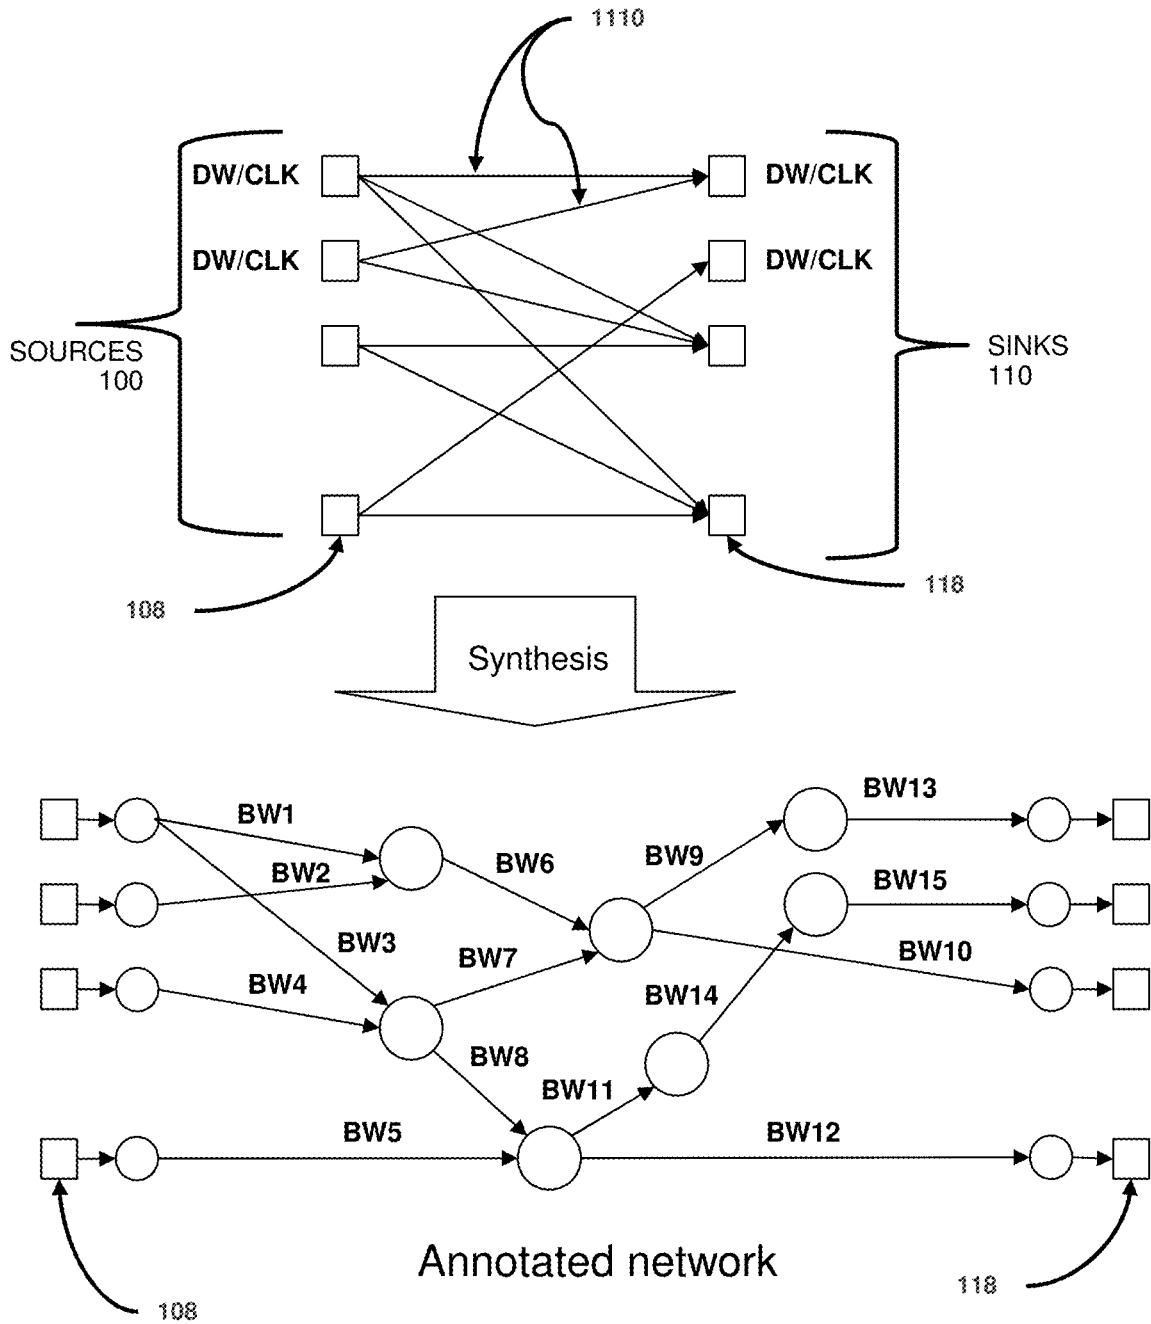 1110
DW/CLK
DW/CLK
DW/CLK
DW/CLK
SOURCES
100
SINKS
110
108
118
Synthesis
BW1
BW2
BW3
BW4
BW5
BW6
BW7
BW8
BW9
BW10
BW11
BW12
BW13
BW14
BW15
Annotated network
108
118